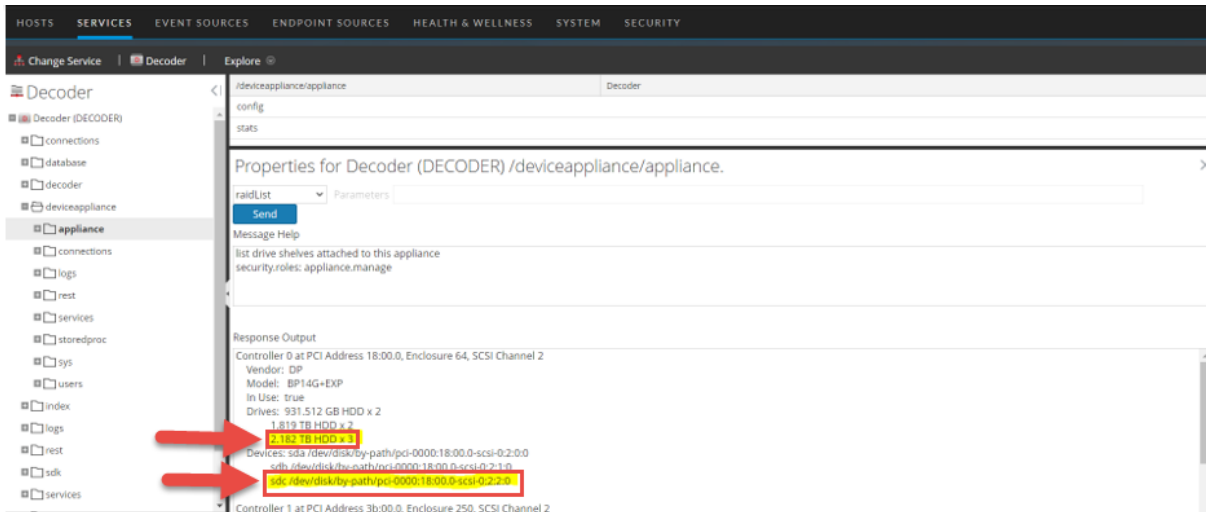 HOSTS SERVICES EVENT SOURCES ENDPOINT SOURCES HEALTH & WELLNESS SYSTEM SECURITY
Change Service | Decoder | Explore
Decoder
/deviceappliance/appliance Decoder
config
stats
Decoder (DECODER)
connections
database
decoder
deviceappliance
appliance
connections
logs
rest
services
storedproc
sys
users
index
logs
rest
sdk
services
Properties for Decoder (DECODER) /deviceappliance/appliance.
raidList Parameters
Send
Message Help
list drive shelves attached to this appliance
security.roles: appliance.manage
Response Output
Controller 0 at PCI Address 18:00.0, Enclosure 64, SCSI Channel 2
Vendor: DP
Model: BP14G+EXP
In Use: true
Drives: 931.512 GB HDD x 2
1.819 TB HDD x 2
2.182 TB HDD x 3
Devices: sda /dev/disk/by-path/pci-0000:18:00.0-scsi-0:2:0:0
sdb /dev/disk/by-path/pci-0000:18:00.0-scsi-0:2:1:0
sdc /dev/disk/by-path/pci-0000:18:00.0-scsi-0:2:2:0
Controller 1 at PCI Address 3b:00.0, Enclosure 250, SCSI Channel 2